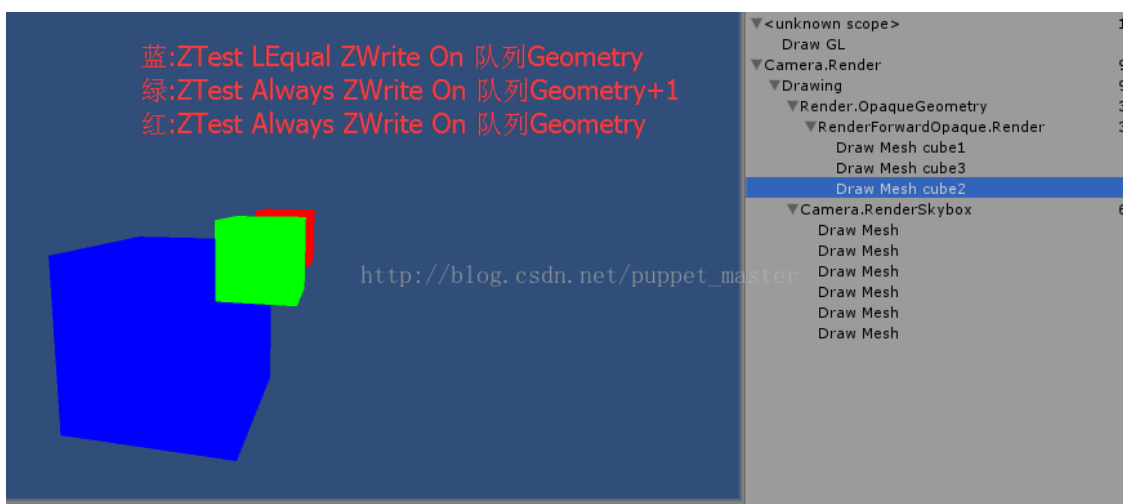 蓝:ZTest LEqual ZWrite On 队列Geometry
绿:ZTest Always ZWrite On 队列Geometry+1
红:ZTest Always ZWrite On 队列Geometry
http://blog.csdn.net/puppet_master
<unknown scope>
Draw GL
Camera.Render
Drawing
Render.OpaqueGeometry
RenderForwardOpaque.Render
Draw Mesh cube1
Draw Mesh cube3
Draw Mesh cube2
Camera.RenderSkybox
Draw Mesh
Draw Mesh
Draw Mesh
Draw Mesh
Draw Mesh
Draw Mesh